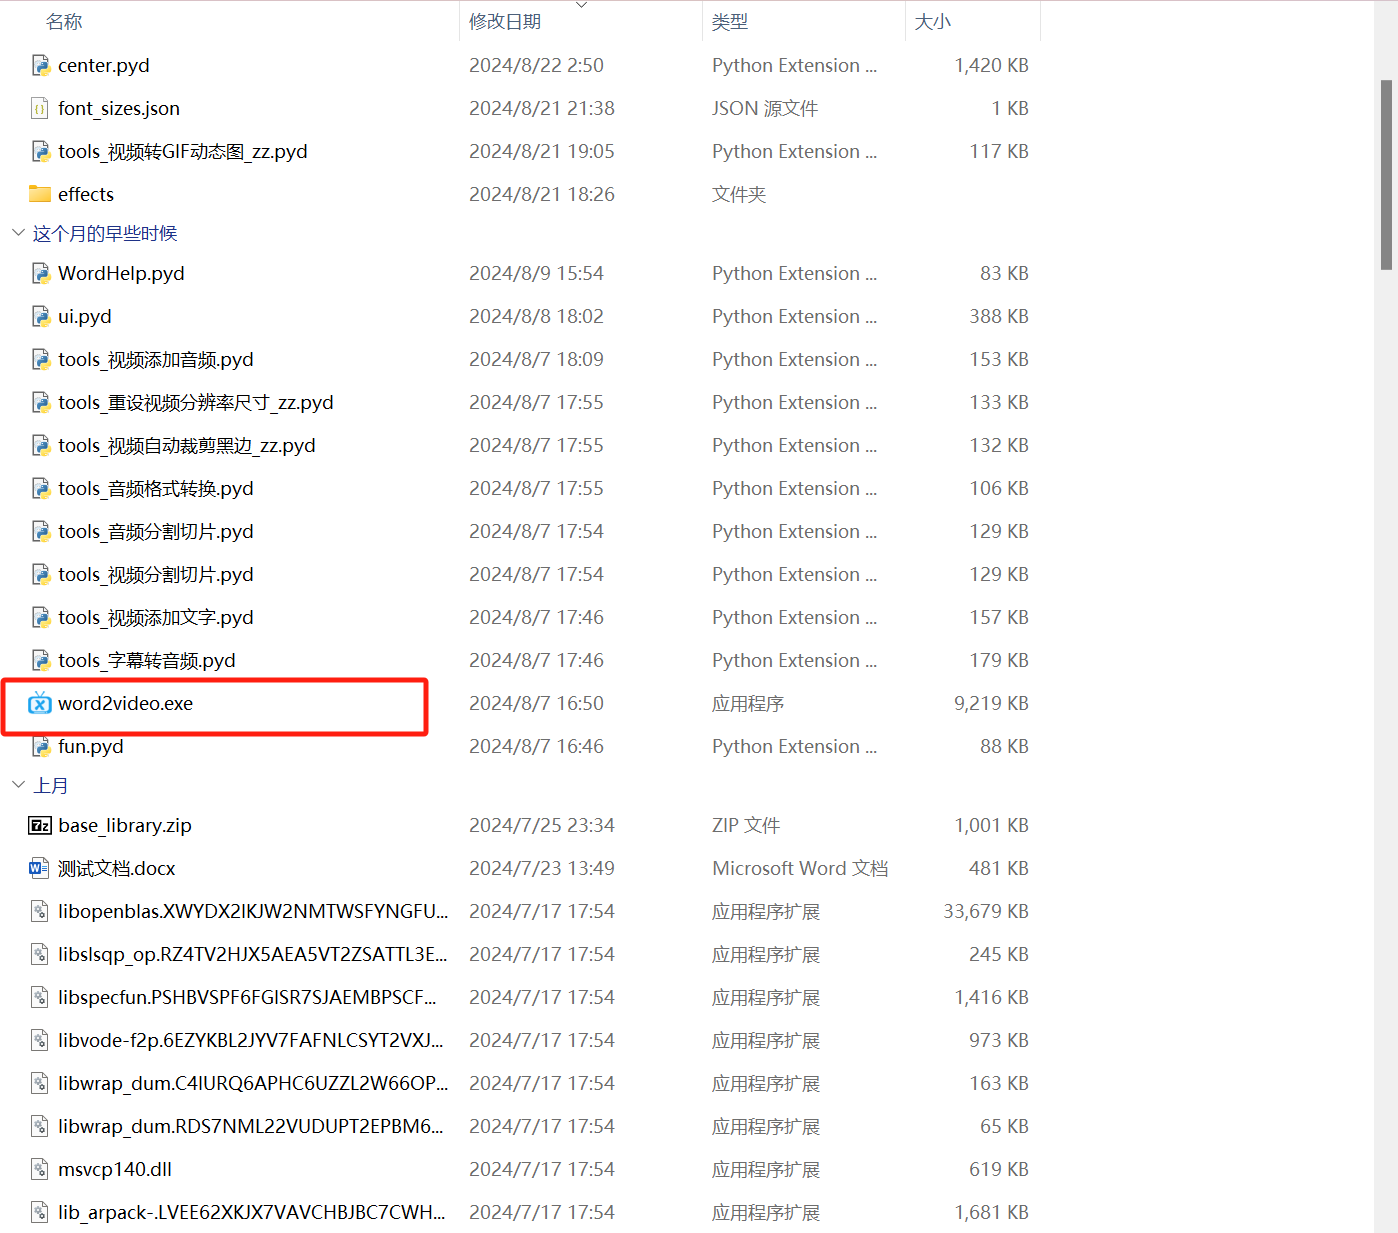 名称 修改日期 类型 大小
center.pyd 2024/8/22 2:50 Python Extension ... 1,420 KB
font_sizes.json 2024/8/21 21:38 JSON 源文件 1 KB
tools_视频转GIF动态图_zz.pyd 2024/8/21 19:05 Python Extension ... 117 KB
effects 2024/8/21 18:26 文件夹
这个月的早些时候
WordHelp.pyd 2024/8/9 15:54 Python Extension ... 83 KB
ui.pyd 2024/8/8 18:02 Python Extension ... 388 KB
tools_视频添加音频.pyd 2024/8/7 18:09 Python Extension ... 153 KB
tools_重设视频分辨率尺寸_zz.pyd 2024/8/7 17:55 Python Extension ... 133 KB
tools_视频自动裁剪黑边_zz.pyd 2024/8/7 17:55 Python Extension ... 132 KB
tools_音频格式转换.pyd 2024/8/7 17:55 Python Extension ... 106 KB
tools_音频分割切片.pyd 2024/8/7 17:54 Python Extension ... 129 KB
tools_视频分割切片.pyd 2024/8/7 17:54 Python Extension ... 129 KB
tools_视频添加文字.pyd 2024/8/7 17:46 Python Extension ... 157 KB
tools_字幕转音频.pyd 2024/8/7 17:46 Python Extension ... 179 KB
word2video.exe 2024/8/7 16:50 应用程序 9,219 KB
fun.pyd 2024/8/7 16:46 Python Extension ... 88 KB
上月
base_library.zip 2024/7/25 23:34 ZIP 文件 1,001 KB
测试文档.docx 2024/7/23 13:49 Microsoft Word 文档 481 KB
libopenblas.XWYDX2IKJW2NMTWSFYNGFU... 2024/7/17 17:54 应用程序扩展 33,679 KB
libslsqp_op.RZ4TV2HJX5AEA5VT2ZSATTL3E... 2024/7/17 17:54 应用程序扩展 245 KB
libspecfun.PSHBVSPF6FGISR7SJAEMBPSCF... 2024/7/17 17:54 应用程序扩展 1,416 KB
libvode-f2p.6EZYKBL2JYV7FAFNLCSYT2VXJ... 2024/7/17 17:54 应用程序扩展 973 KB
libwrap_dum.C4IURQ6APHC6UZZL2W66OP... 2024/7/17 17:54 应用程序扩展 163 KB
libwrap_dum.RDS7NML22VUDUPT2EPBM6... 2024/7/17 17:54 应用程序扩展 65 KB
msvcp140.dll 2024/7/17 17:54 应用程序扩展 619 KB
lib_arpack-.LVEE62XKJX7VAVCHBJBC7CWH... 2024/7/17 17:54 应用程序扩展 1,681 KB